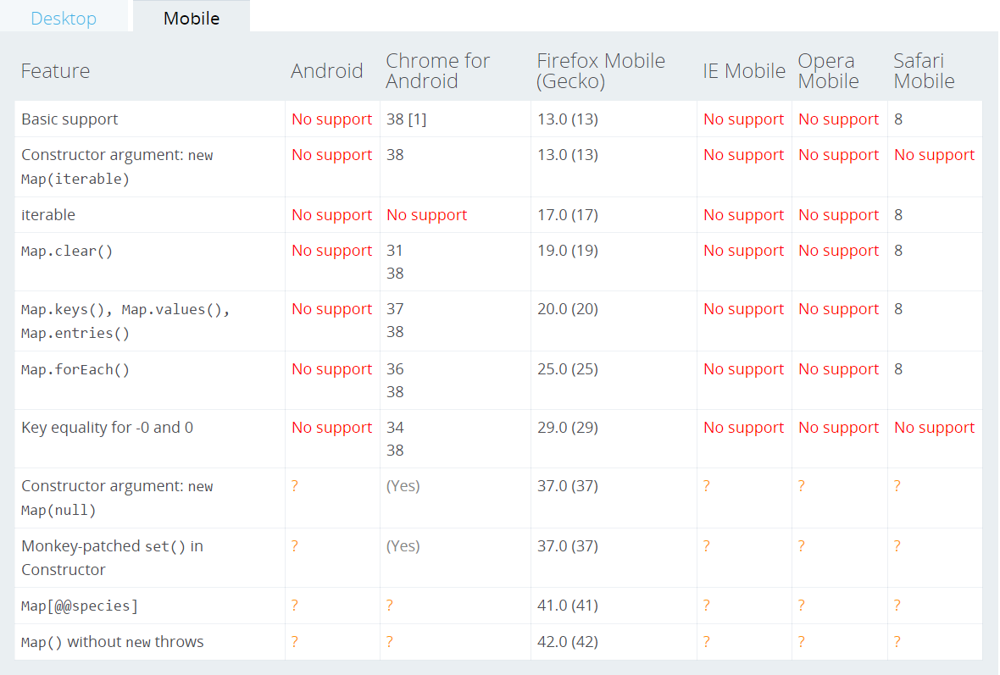 Desktop Mobile
Feature Android Chrome for Android Firefox Mobile (Gecko) IE Mobile Opera Mobile Safari Mobile
Basic support No support 38 [1] 13.0 (13) No support No support 8
Constructor argument: new Map(iterable) No support 38 13.0 (13) No support No support No support
iterable No support No support 17.0 (17) No support No support 8
Map.clear() No support 31 38 19.0 (19) No support No support 8
Map.keys(), Map.values(), Map.entries() No support 37 38 20.0 (20) No support No support 8
Map.forEach() No support 36 38 25.0 (25) No support No support 8
Key equality for -0 and 0 No support 34 38 29.0 (29) No support No support No support
Constructor argument: new Map(null) ? (Yes) 37.0 (37) ? ? ?
Monkey-patched set() in Constructor ? (Yes) 37.0 (37) ? ? ?
Map[@@species] ? ? 41.0 (41) ? ? ?
Map() without new throws ? ? 42.0 (42) ? ? ?